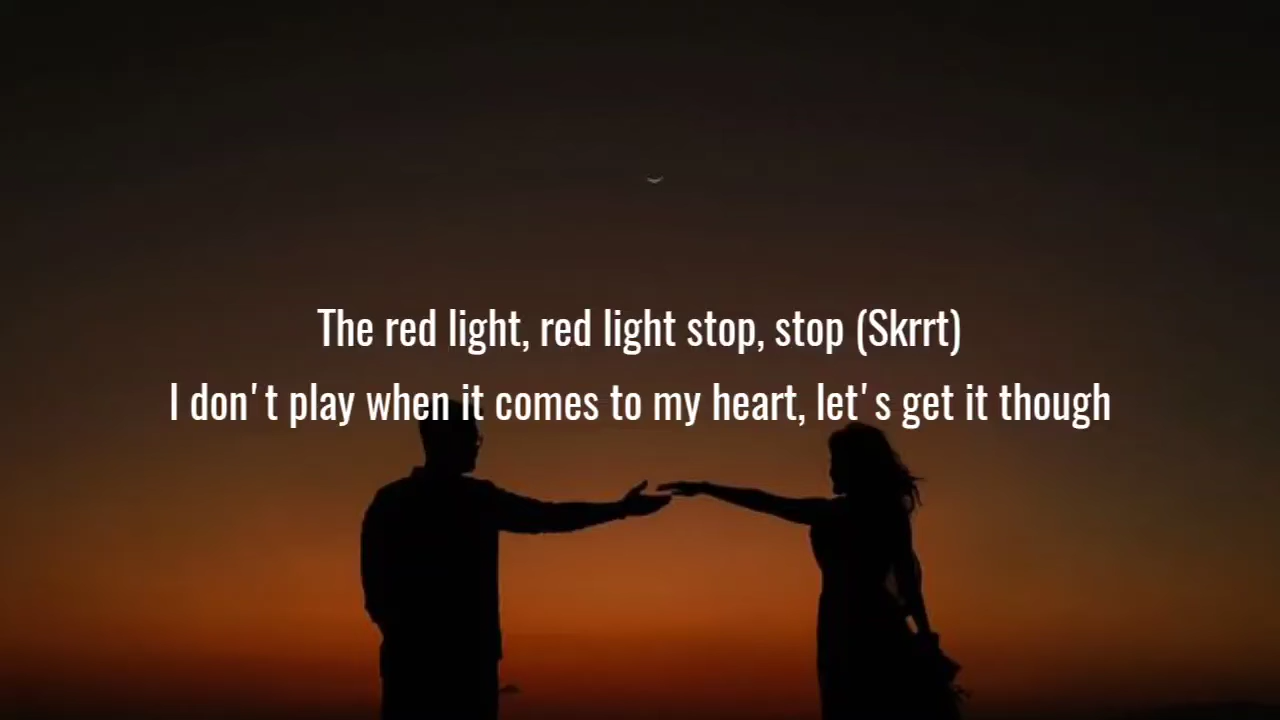 The red light, red light stop, stop (Skrrt)
I don't play when it comes to my heart, let's get it though